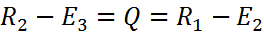 R₂ − E₃ = Q = R₁ − E₂